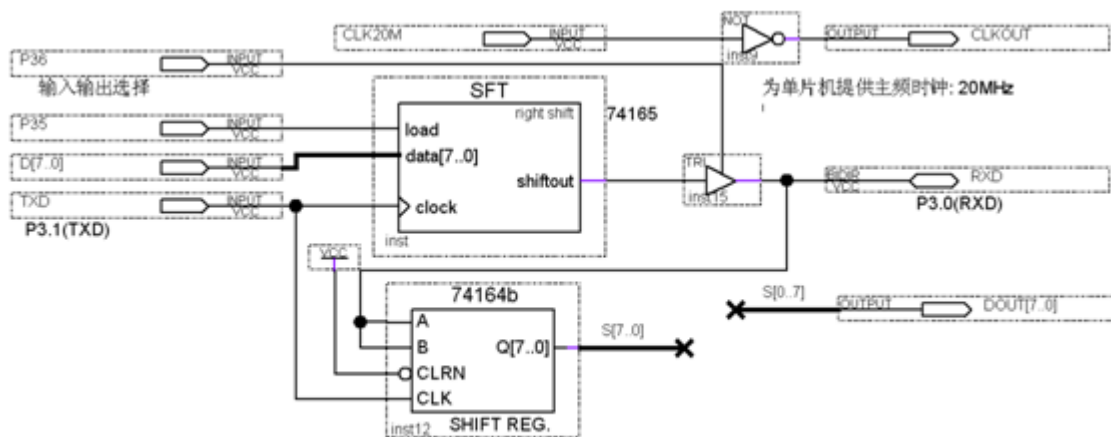 CLK20M
INPUT
VCC
NOT
inst9
OUTPUT
CLKOUT
P36
INPUT
VCC
输入输出选择
为单片机提供主频时钟: 20MHz
SFT
right shift
74165
P35
INPUT
VCC
load
D[7..0]
INPUT
VCC
data[7..0]
TXD
INPUT
VCC
P3.1(TXD)
shiftout
clock
inst
TRI
inst15
BIDIR
VCC
RXD
P3.0(RXD)
VCC
74164b
A
B
CLRN
CLK
Q[7..0]
SHIFT REG.
inst12
S[7..0]
S[0..7]
OUTPUT
DOUT[7..0]